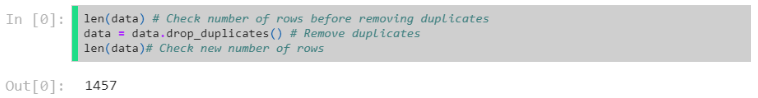 In [0]: len(data) # Check number of rows before removing duplicates
data = data.drop_duplicates() # Remove duplicates
len(data)# Check new number of rows
Out[0]: 1457